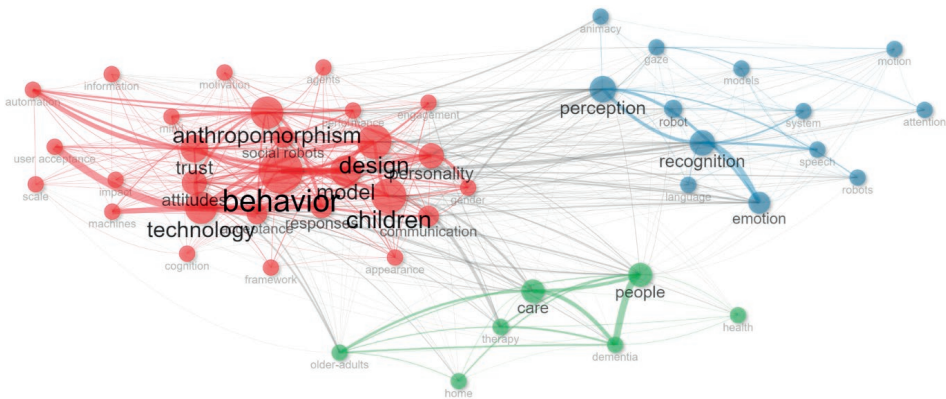 animacy
gaze
motion
agents
models
information
motivation
automation
perception
performance
engagement
robot
system
attention
mind
anthropomorphism
user acceptance
social robots
recognition
speech
trust
design
personality
robots
scale
impact
attitudes
behavior
model
gender
language
emotion
machines
technology
acceptance
responses
children
communication
cognition
framework
appearance
people
care
health
therapy
older-adults
dementia
home